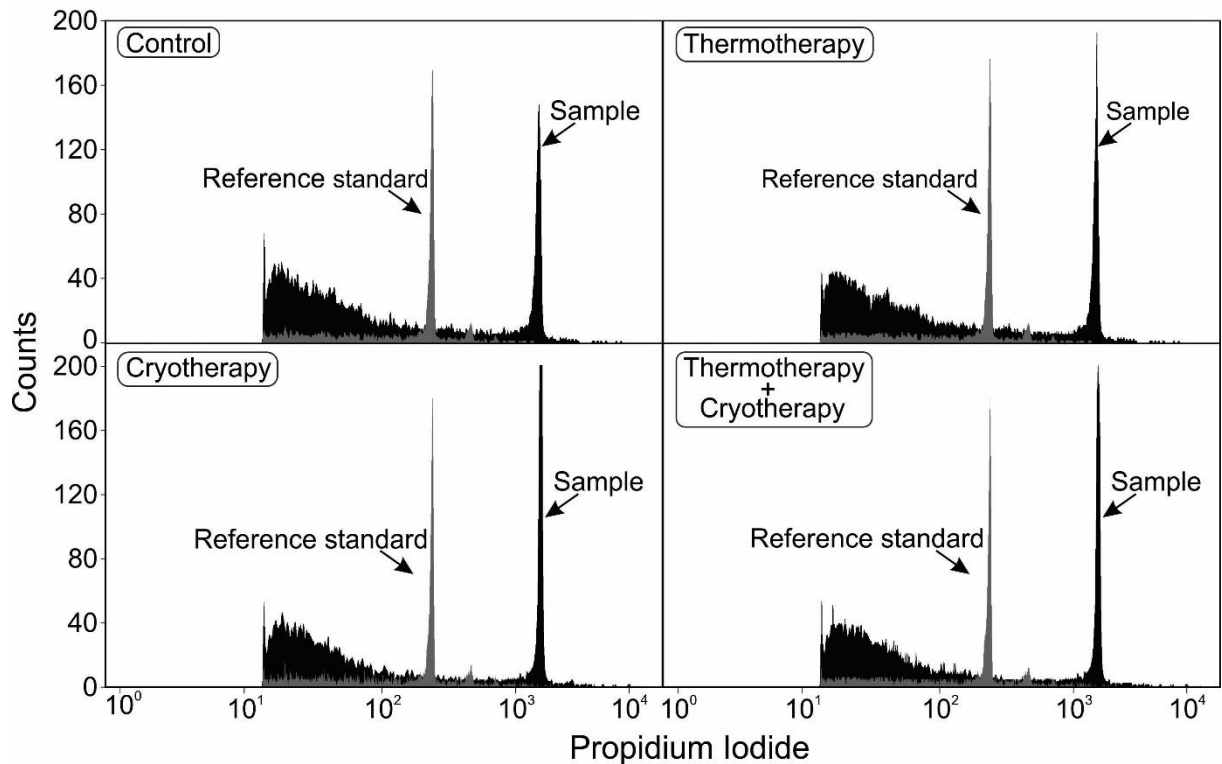 Counts
200
160
120
80
40
0
Control
Reference standard
Sample
Thermotherapy
Reference standard
Sample
200
160
120
80
40
0
Cryotherapy
Reference standard
Sample
Thermotherapy
+
Cryotherapy
Reference standard
Sample
10⁰ 10¹ 10² 10³ 10⁴
10⁰ 10¹ 10² 10³ 10⁴
Propidium Iodide